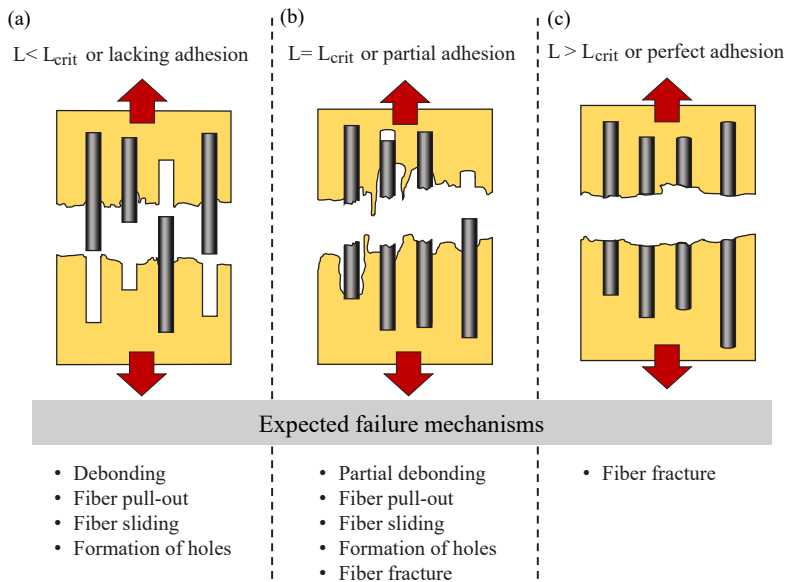 (a)
L< Lcrit or lacking adhesion
(b)
L= Lcrit or partial adhesion
(c)
L > Lcrit or perfect adhesion
Expected failure mechanisms
• Debonding
• Fiber pull-out
• Fiber sliding
• Formation of holes
• Partial debonding
• Fiber pull-out
• Fiber sliding
• Formation of holes
• Fiber fracture
• Fiber fracture